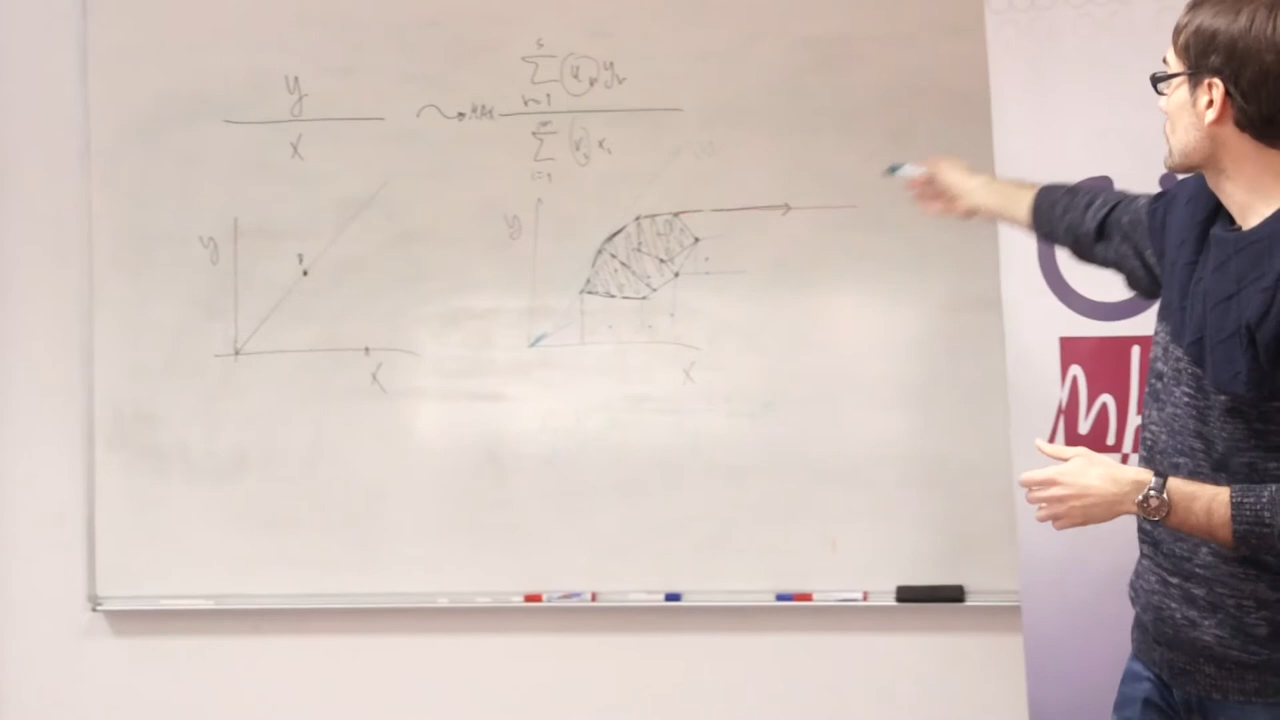 y
x
MAX
s
∑ u_r y_r
r=1
m
∑ v_i x_i
i=1
y
x
y
x